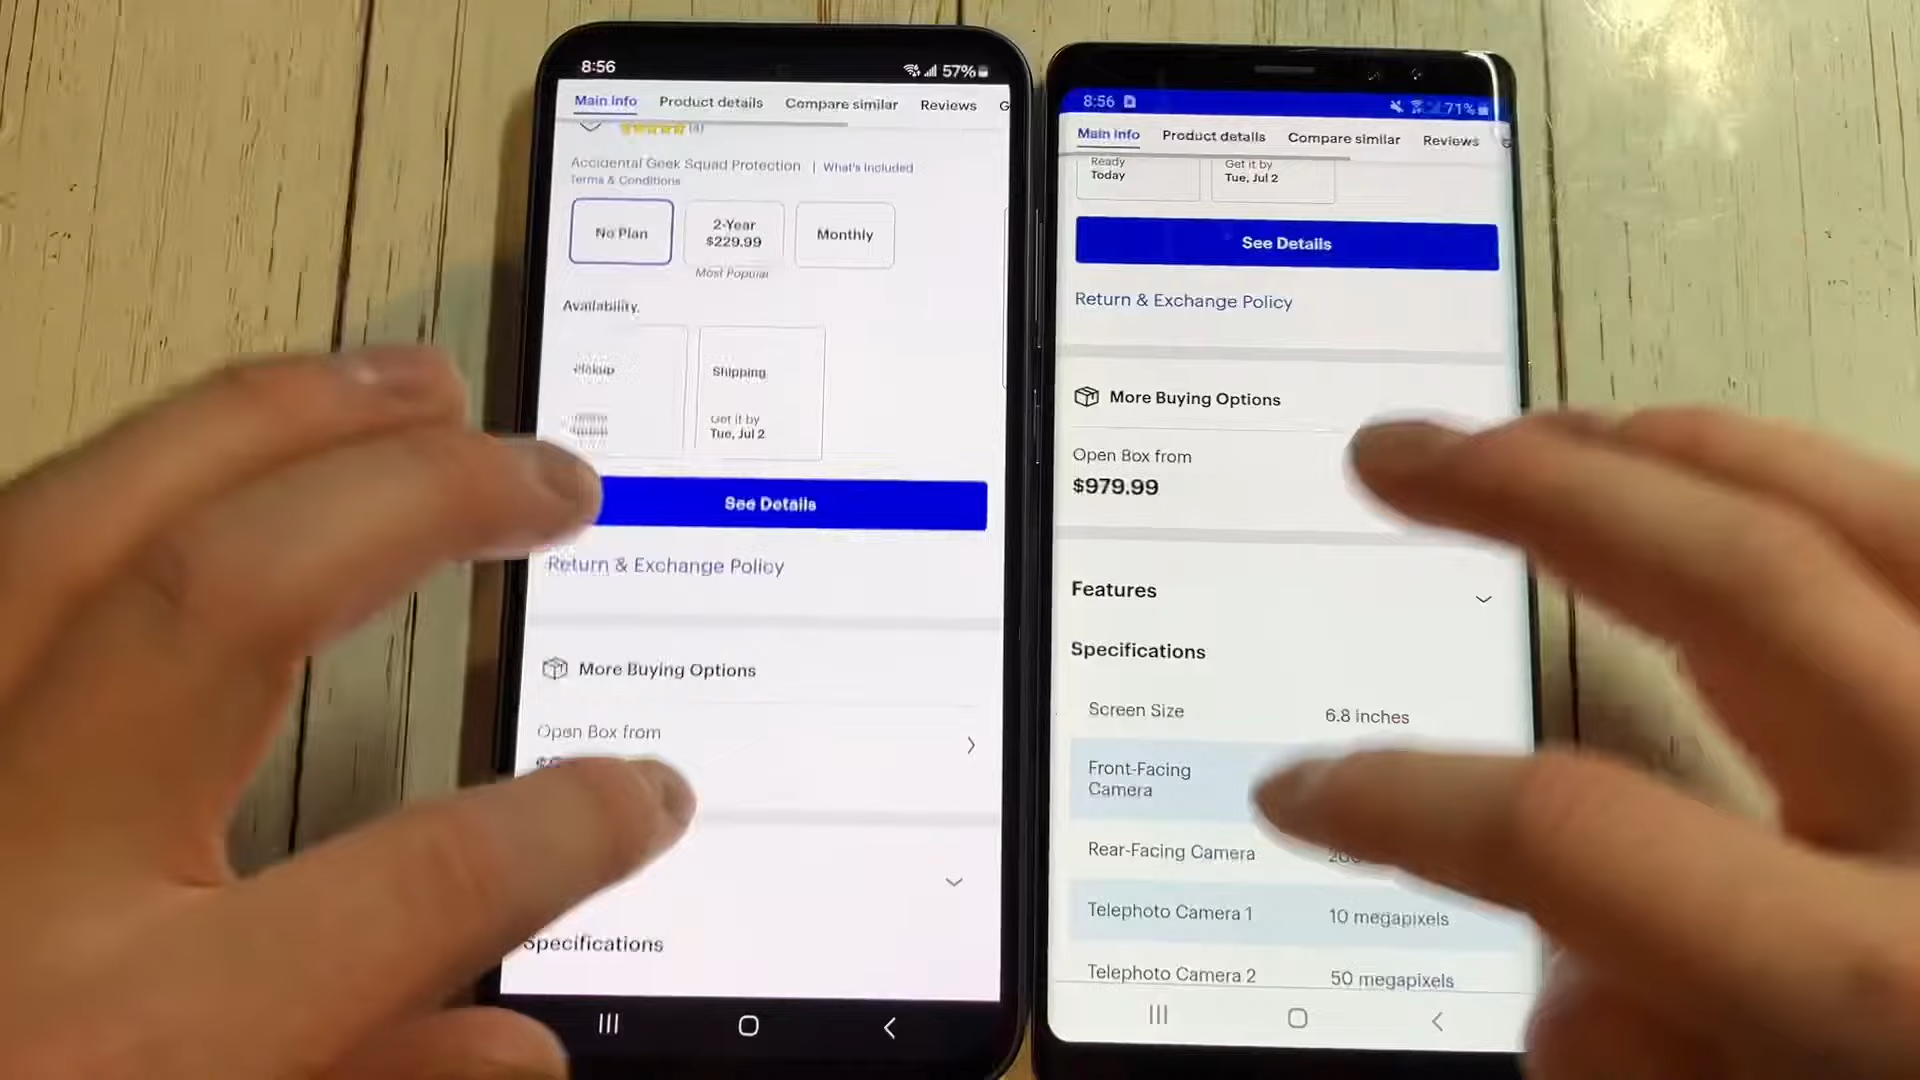 8:56
57%
Main Info Product details Compare similar Reviews G
(4)
Accidental Geek Squad Protection | What's Included
Terms & Conditions
No Plan
2-Year
$229.99
Monthly
Most Popular
Availability
Pickup
Shipping
Get it by
Tue, Jul 2
See Details
Return & Exchange Policy
More Buying Options
Open Box from
Specifications
8:56
71%
Main Info Product details Compare similar Reviews G
Ready
Today
Get it by
Tue, Jul 2
See Details
Return & Exchange Policy
More Buying Options
Open Box from
$979.99
Features
Specifications
Screen Size 6.8 inches
Front-Facing
Camera
Rear-Facing Camera 200
Telephoto Camera 1 10 megapixels
Telephoto Camera 2 50 megapixels